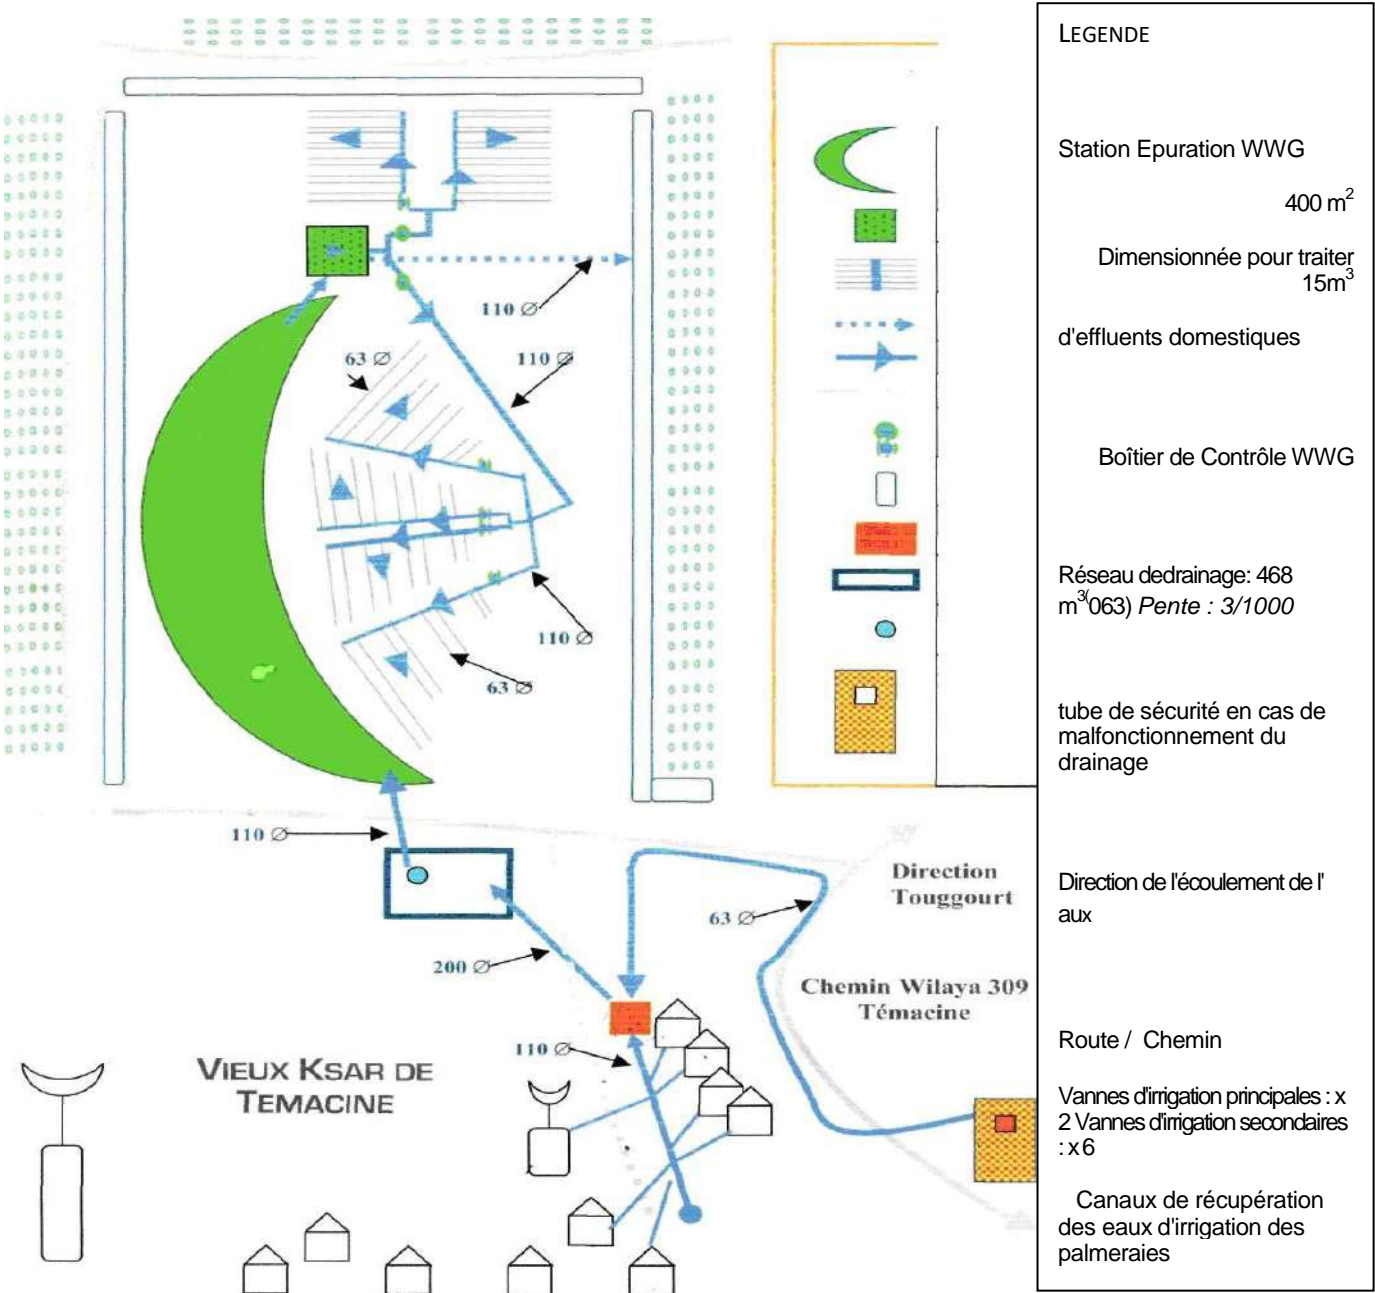 110 Ø
63 Ø
110 Ø
110 Ø
63 Ø
110 Ø
Direction
Touggourt
63 Ø
200 Ø
Chemin Wilaya 309
Témacine
110 Ø
VIEUX KSAR DE
TEMACINE
LEGENDE
Station Epuration WWG
400 m²
Dimensionnée pour traiter
15m³
d'effluents domestiques
Boîtier de Contrôle WWG
Réseau dedrainage: 468
m³⁽063) Pente : 3/1000
tube de sécurité en cas de
malfonctionnement du
drainage
Direction de l'écoulement de l'
aux
Route / Chemin
Vannes d'irrigation principales : x
2 Vannes d'irrigation secondaires
: x 6
Canaux de récupération
des eaux d'irrigation des
palmeraies